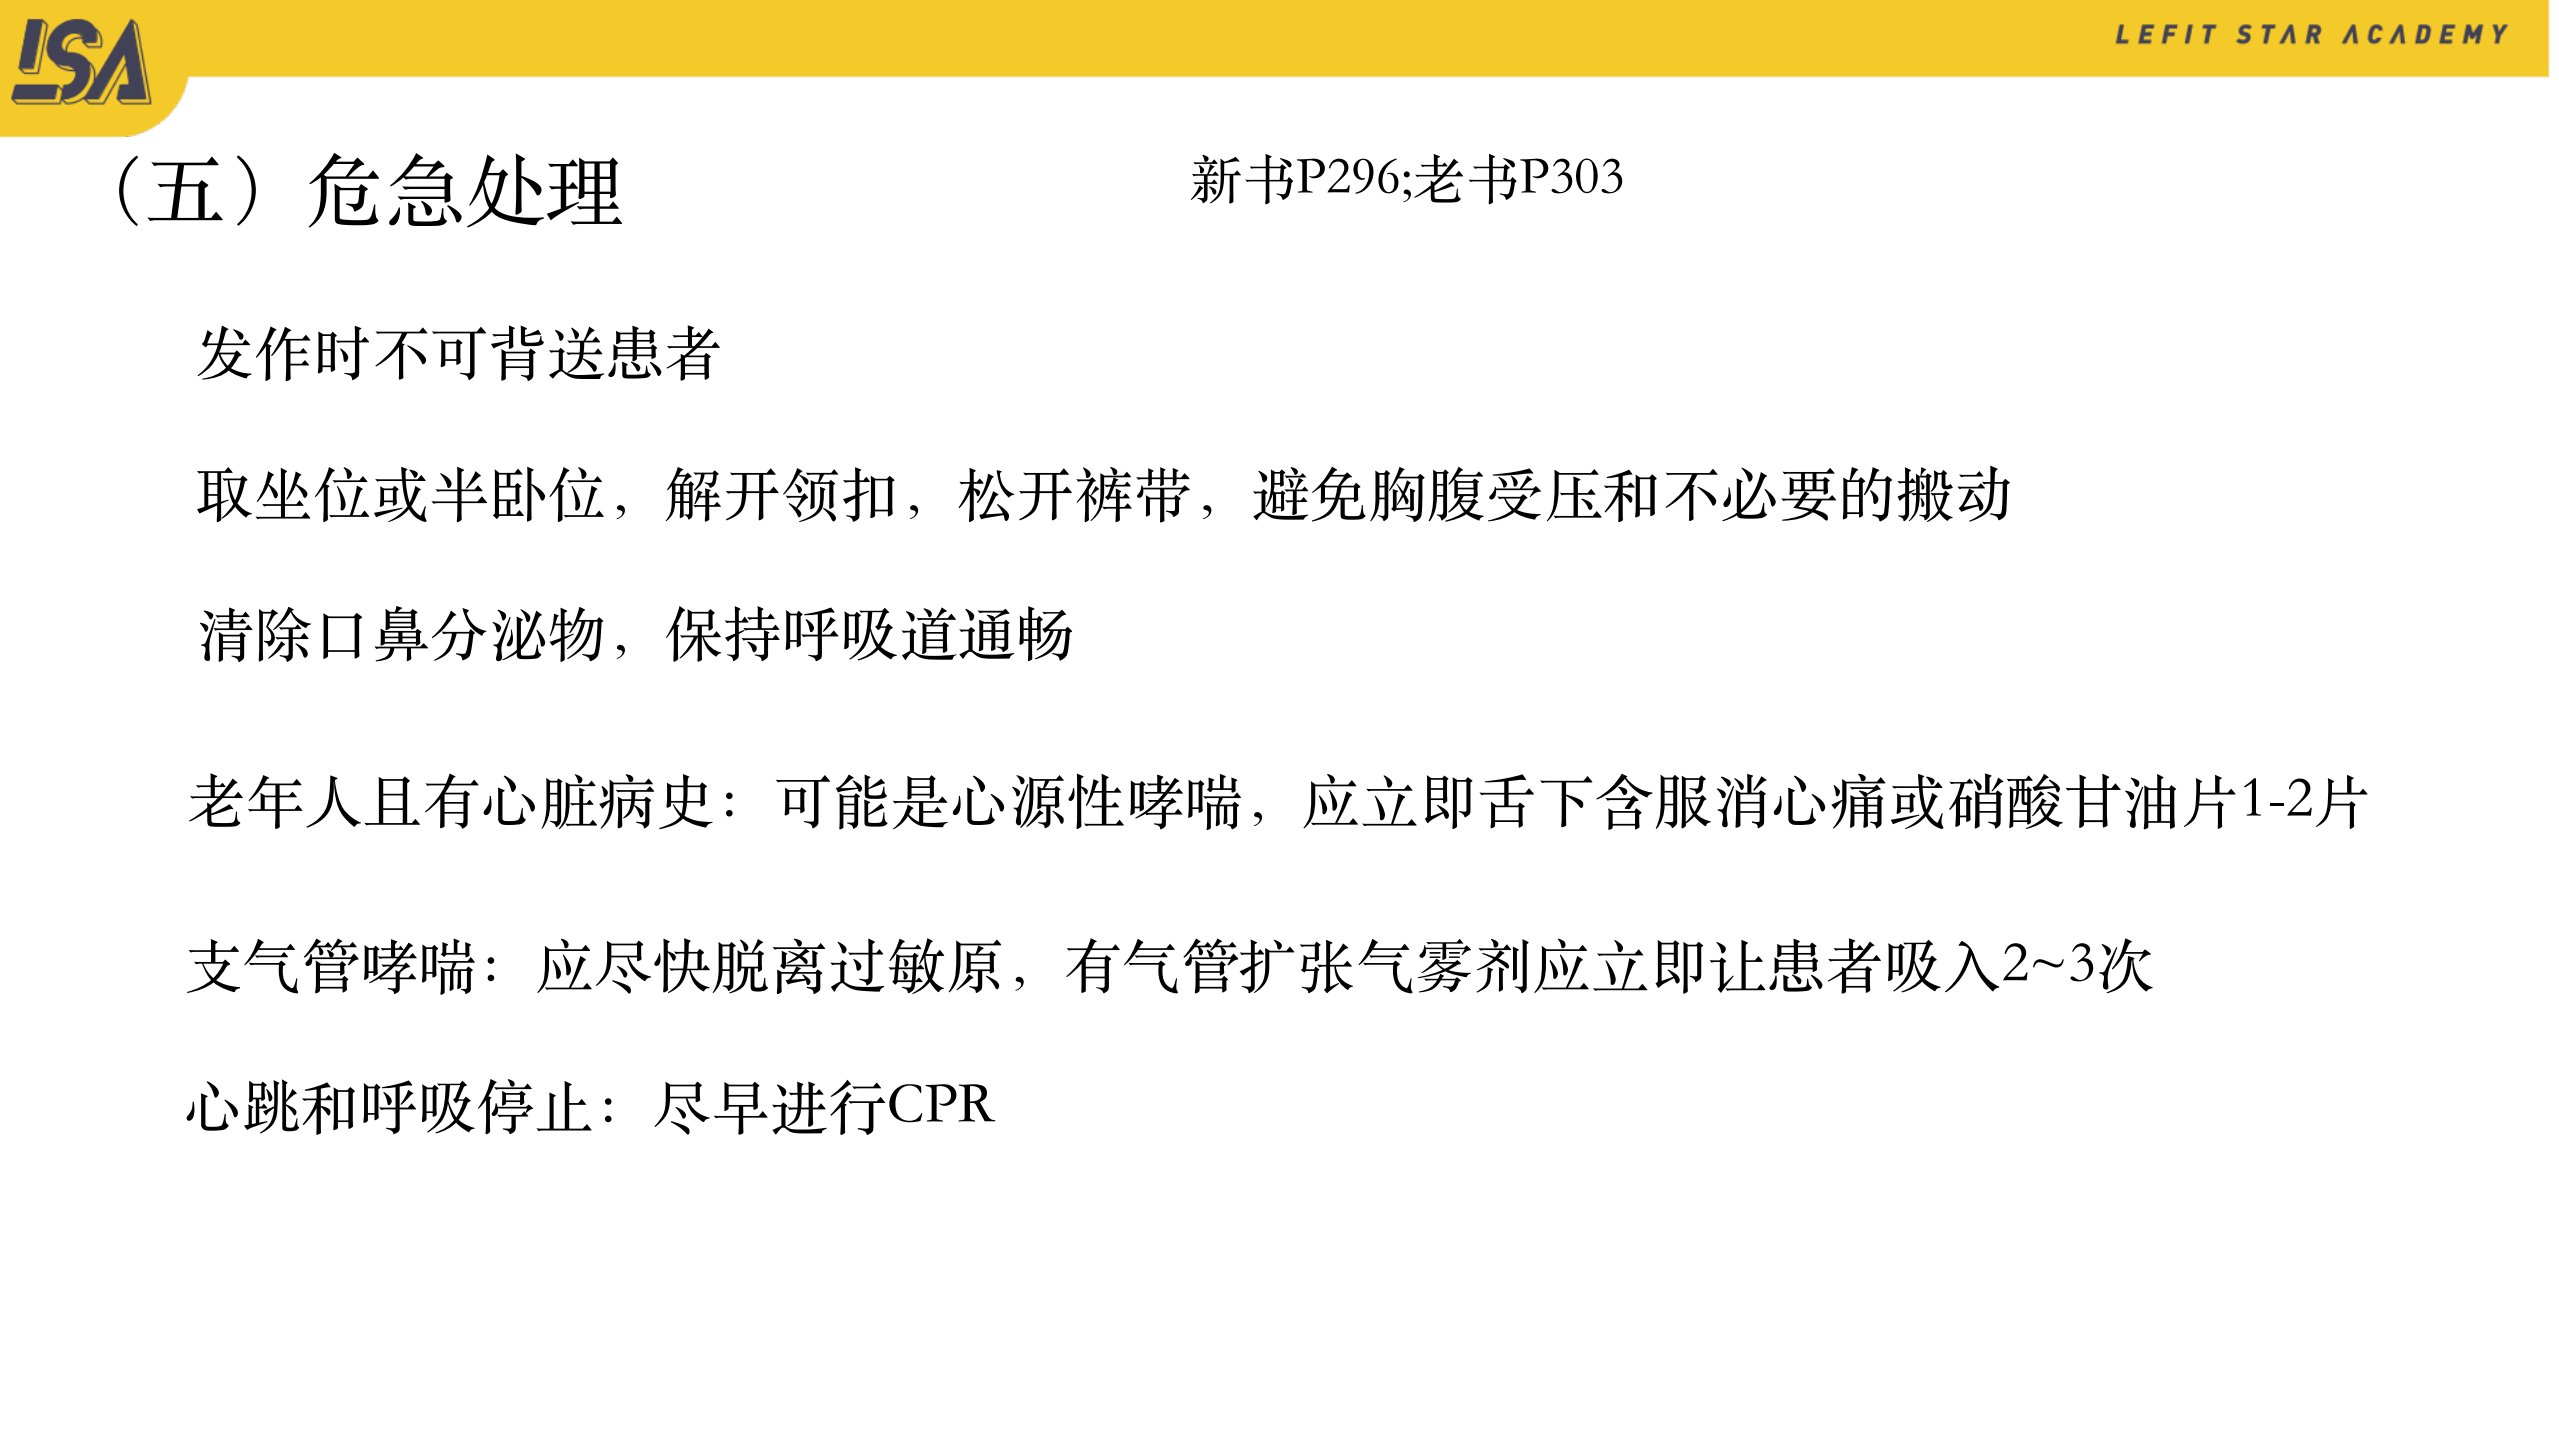 LSA
LEFIT STAR ACADEMY
（五）危急处理
新书P296;老书P303
发作时不可背送患者
取坐位或半卧位，解开领扣，松开裤带，避免胸腹受压和不必要的搬动
清除口鼻分泌物，保持呼吸道通畅
老年人且有心脏病史：可能是心源性哮喘，应立即舌下含服消心痛或硝酸甘油片1-2片
支气管哮喘：应尽快脱离过敏原，有气管扩张气雾剂应立即让患者吸入2~3次
心跳和呼吸停止：尽早进行CPR